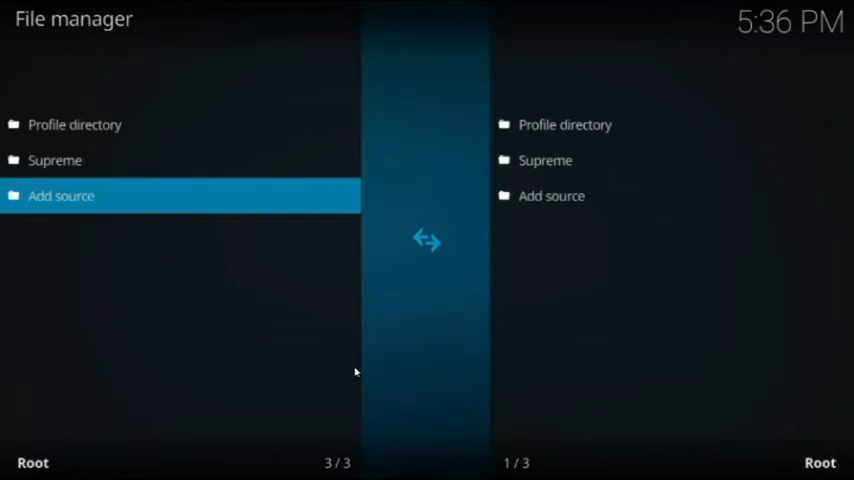 File manager
5:36 PM
Profile directory
Supreme
Add source
Profile directory
Supreme
Add source
Root
3 / 3
1 / 3
Root